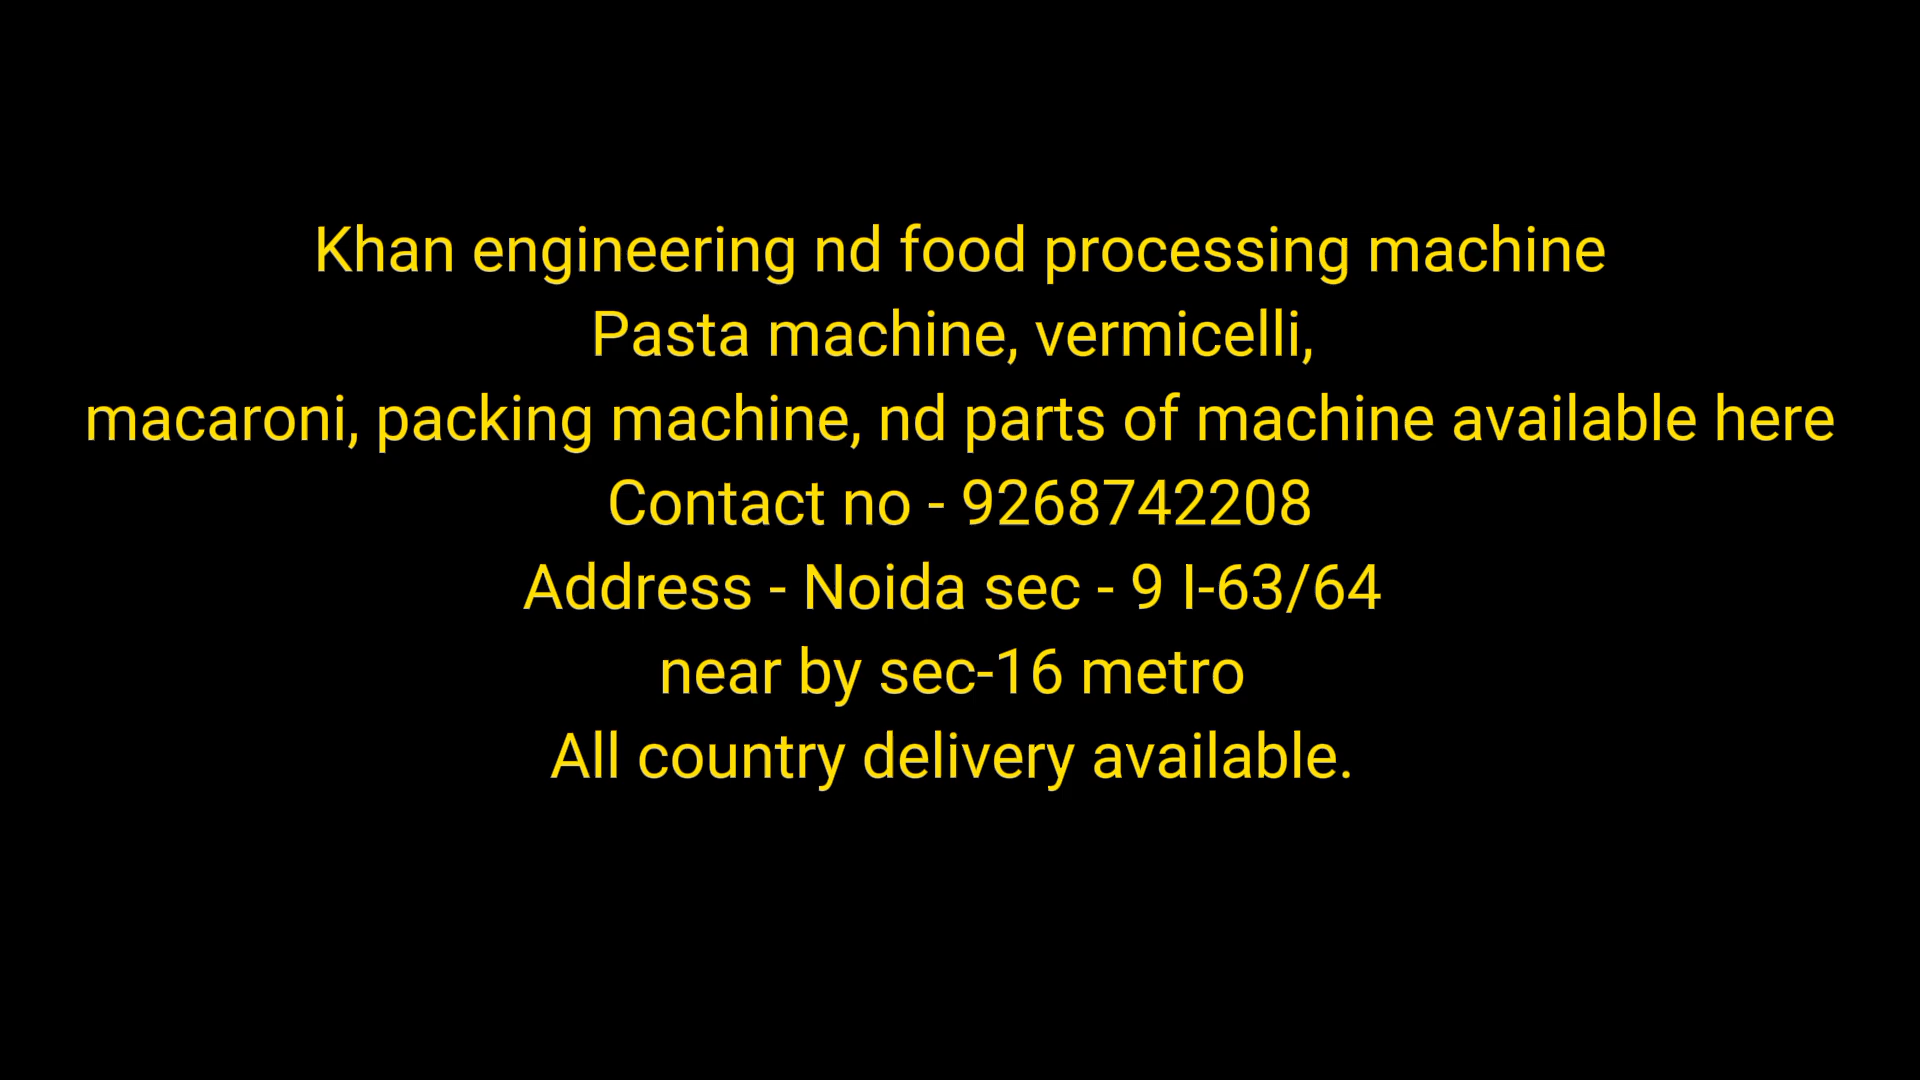 Khan engineering nd food processing machine
Pasta machine, vermicelli,
macaroni, packing machine, nd parts of machine available here
Contact no - 9268742208
Address - Noida sec - 9 I-63/64
near by sec-16 metro
All country delivery available.